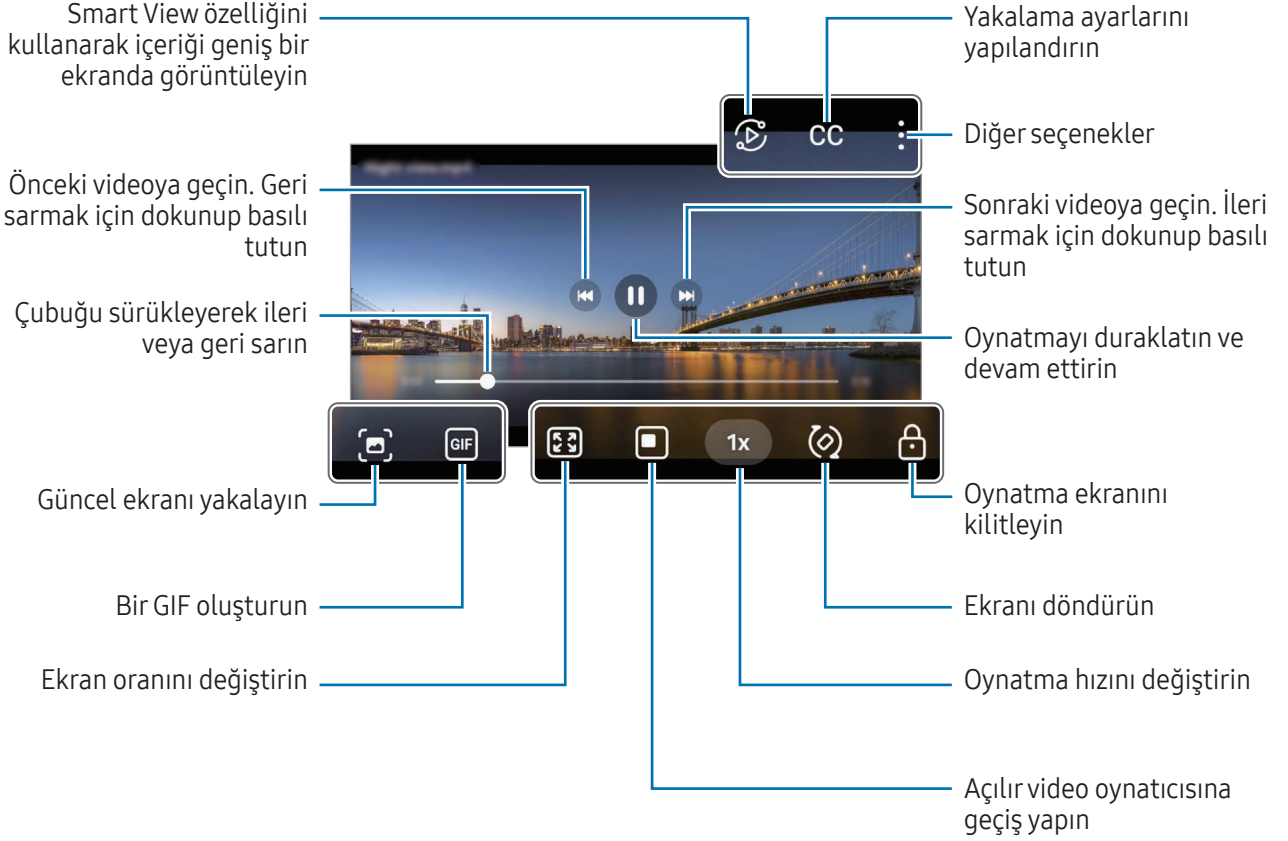 Smart View özelliğini
kullanarak içeriği geniş bir
ekranda görüntüleyin
Yakalama ayarlarını
yapılandırın
CC
Diğer seçenekler
Önceki videoya geçin. Geri
sarmak için dokunup basılı
tutun
Sonraki videoya geçin. İleri
sarmak için dokunup basılı
tutun
Çubuğu sürükleyerek ileri
veya geri sarın
Oynatmayı duraklatın ve
devam ettirin
GIF
1x
Güncel ekranı yakalayın
Oynatma ekranını
kilitleyin
Bir GIF oluşturun
Ekranı döndürün
Ekran oranını değiştirin
Oynatma hızını değiştirin
Açılır video oynatıcısına
geçiş yapın